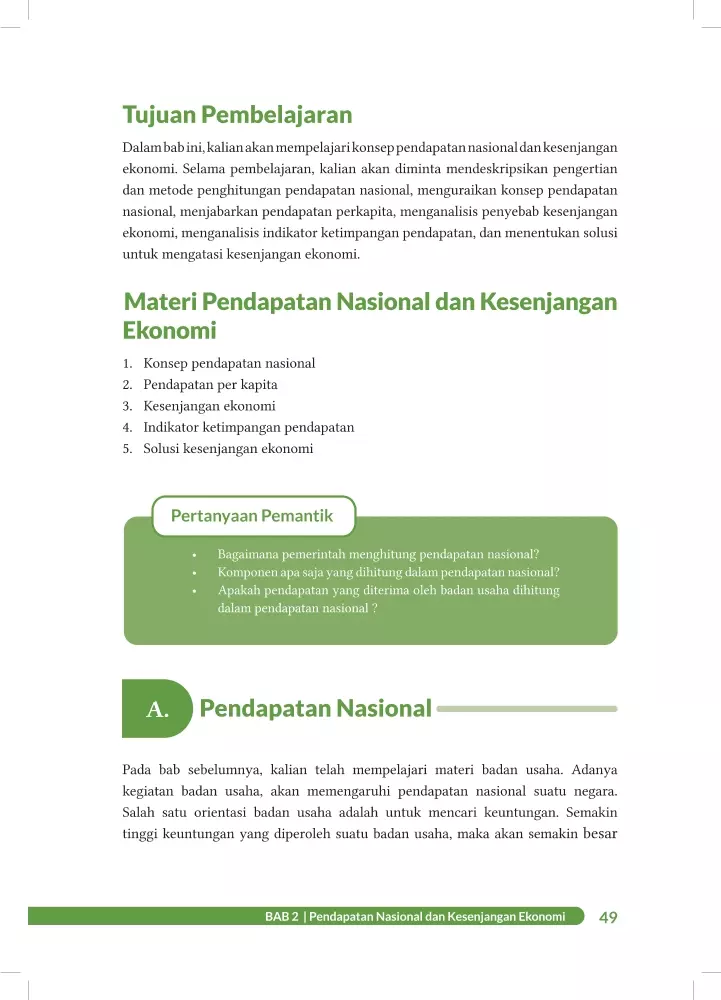 Tujuan Pembelajaran
Dalam bab ini, kalian akan mempelajari konsep pendapatan nasional dan kesenjangan
ekonomi. Selama pembelajaran, kalian akan diminta mendeskripsikan pengertian
dan metode penghitungan pendapatan nasional, menguraikan konsep pendapatan
nasional, menjabarkan pendapatan perkapita, menganalisis penyebab kesenjangan
ekonomi, menganalisis indikator ketimpangan pendapatan, dan menentukan solusi
untuk mengatasi kesenjangan ekonomi.
Materi Pendapatan Nasional dan Kesenjangan
Ekonomi
1. Konsep pendapatan nasional
2. Pendapatan per kapita
3. Kesenjangan ekonomi
4. Indikator ketimpangan pendapatan
5. Solusi kesenjangan ekonomi
Pertanyaan Pemantik
• Bagaimana pemerintah menghitung pendapatan nasional?
• Komponen apa saja yang dihitung dalam pendapatan nasional?
• Apakah pendapatan yang diterima oleh badan usaha dihitung
dalam pendapatan nasional ?
A. Pendapatan Nasional
Pada bab sebelumnya, kalian telah mempelajari materi badan usaha. Adanya
kegiatan badan usaha, akan memengaruhi pendapatan nasional suatu negara.
Salah satu orientasi badan usaha adalah untuk mencari keuntungan. Semakin
tinggi keuntungan yang diperoleh suatu badan usaha, maka akan semakin besar
BAB 2 | Pendapatan Nasional dan Kesenjangan Ekonomi 49